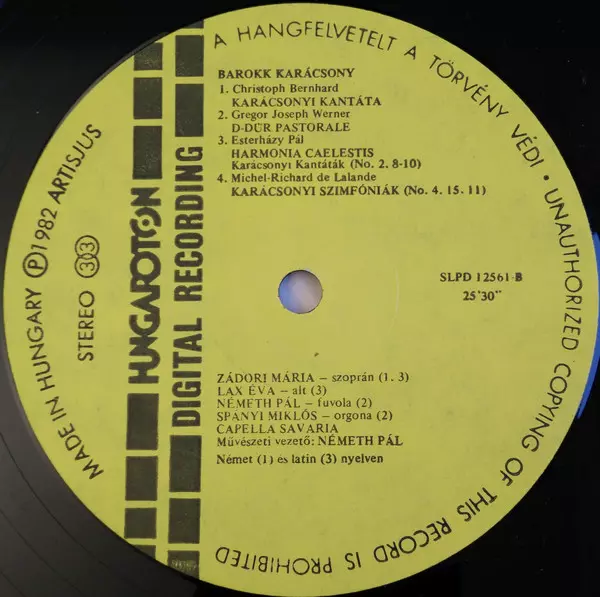 A HANGFELVETELT A TÖRVÉNY VÉDI • UNAUTHORIZED COPYING OF THIS RECORD IS PROHIBITED
MADE IN HUNGARY Ⓟ 1982 ARTISJUS
STEREO 33
HUNGAROTON
DIGITAL RECORDING
BAROKK KARÁCSONY
1. Christoph Bernhard
KARÁCSONYI KANTÁTA
2. Gregor Joseph Werner
D-DÚR PASTORALE
3. Esterházy Pál
HARMONIA CAELESTIS
Karácsonyi Kantáták (No. 2. 8-10)
4. Michel-Richard de Lalande
KARÁCSONYI SZIMFÓNIÁK (No. 4. 15. 11)
SLPD 12561-B
25'30"
ZÁDORI MÁRIA – szoprán (1. 3)
LAX ÉVA – alt (3)
NÉMETH PÁL – fuvola (2)
SPÁNYI MIKLÓS – orgona (2)
CAPELLA SAVARIA
Művészeti vezető: NÉMETH PÁL
Német (1) és latin (3) nyelven